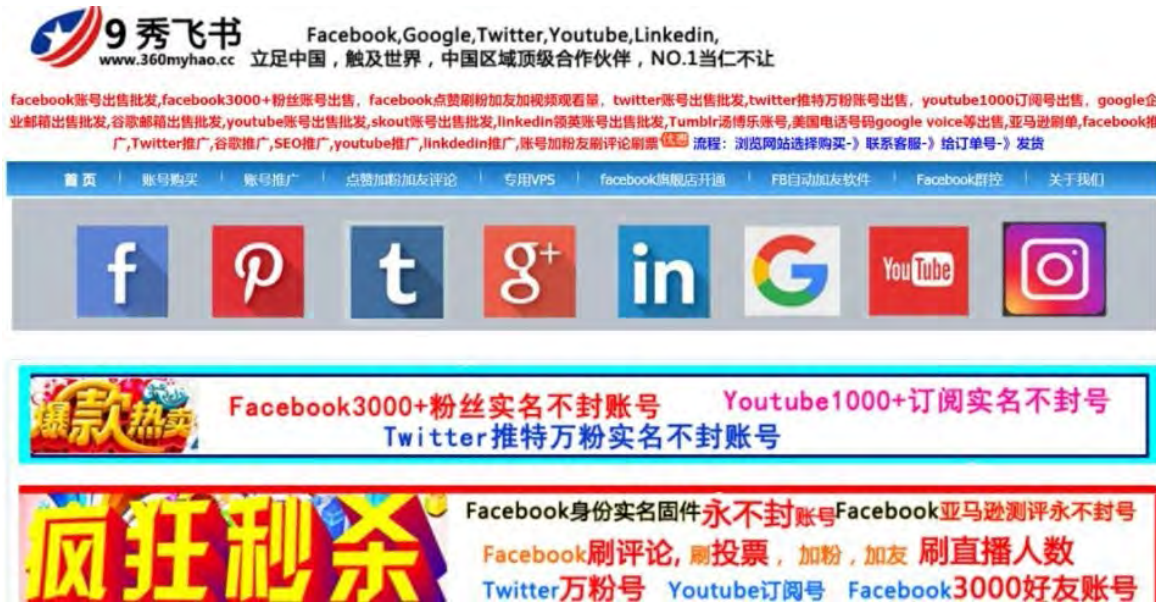 9 秀飞书
www.360myhao.cc
Facebook,Google,Twitter,Youtube,Linkedin,
立足中国，触及世界，中国区域顶级合作伙伴，NO.1当仁不让
facebook账号出售批发,facebook3000+粉丝账号出售，facebook点赞刷粉加友加视频观看量，twitter账号出售批发,twitter推特万粉账号出售，youtube1000订阅号出售，google企
业邮箱出售批发,谷歌邮箱出售批发,youtube账号出售批发,skout账号出售批发,linkedin领英账号出售批发,Tumblr汤博乐账号,美国电话号码google voice等出售,亚马逊刷单,facebook推
广,Twitter推广,谷歌推广,SEO推广,youtube推广,linkdedin推广,账号加粉友刷评论刷票 优惠 流程：浏览网站选择购买-》联系客服-》给订单号-》发货
首页 账号购买 账号推广 点赞加粉加友评论 专用VPS facebook旗舰店开通 FB自动加友软件 Facebook群控 关于我们
f P t g+ in G YouTube
爆款热卖 Facebook3000+粉丝实名不封账号 Youtube1000+订阅实名不封号
Twitter推特万粉实名不封账号
疯狂秒杀
Facebook身份实名固件永不封账号Facebook亚马逊测评永不封号
Facebook刷评论,刷投票，加粉，加友 刷直播人数
Twitter万粉号 Youtube订阅号 Facebook3000好友账号